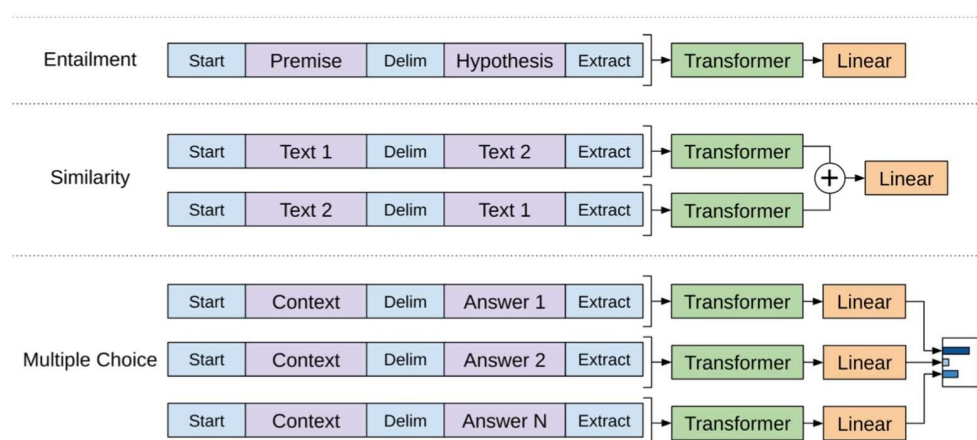 Entailment Start Premise Delim Hypothesis Extract Transformer Linear
Start Text 1 Delim Text 2 Extract Transformer
Similarity + Linear
Start Text 2 Delim Text 1 Extract Transformer
Start Context Delim Answer 1 Extract Transformer Linear
Multiple Choice Start Context Delim Answer 2 Extract Transformer Linear
Start Context Delim Answer N Extract Transformer Linear